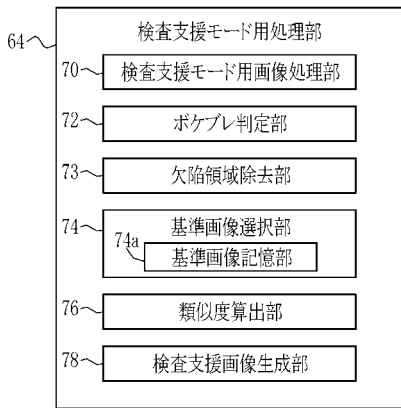 64
検査支援モード用処理部
70
検査支援モード用画像処理部
72
ボケブレ判定部
73
欠陥領域除去部
74
基準画像選択部
74a
基準画像記憶部
76
類似度算出部
78
検査支援画像生成部